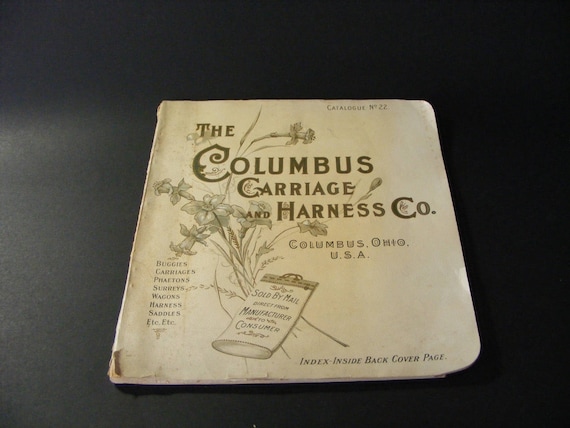 CATALOGUE No 22.
THE
COLUMBUS
CARRIAGE
AND HARNESS CO.
COLUMBUS, OHIO,
U.S.A.
BUGGIES
CARRIAGES
PHAETONS
SURREYS
WAGONS
HARNESS
SADDLES
ETC. ETC.
SOLD BY MAIL
DIRECT FROM
MANUFACTURER
TO
CONSUMER
INDEX-INSIDE BACK COVER PAGE.